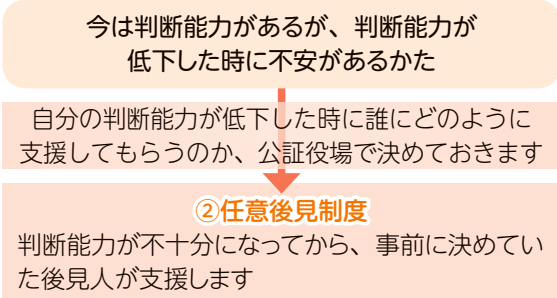 今は判断能力があるが、判断能力が
低下した時に不安があるかた
自分の判断能力が低下した時に誰にどのように
支援してもらうのか、公証役場で決めておきます
②任意後見制度
判断能力が不十分になってから、事前に決めてい
た後見人が支援します